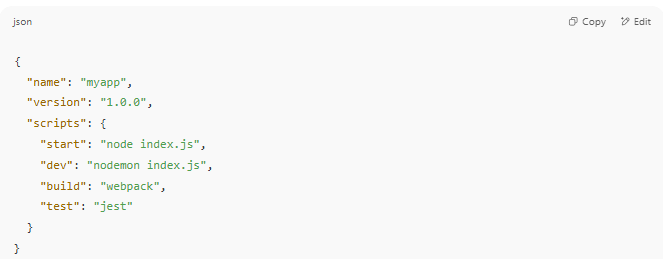 json
Copy
Edit
{
  "name": "myapp",
  "version": "1.0.0",
  "scripts": {
    "start": "node index.js",
    "dev": "nodemon index.js",
    "build": "webpack",
    "test": "jest"
  }
}